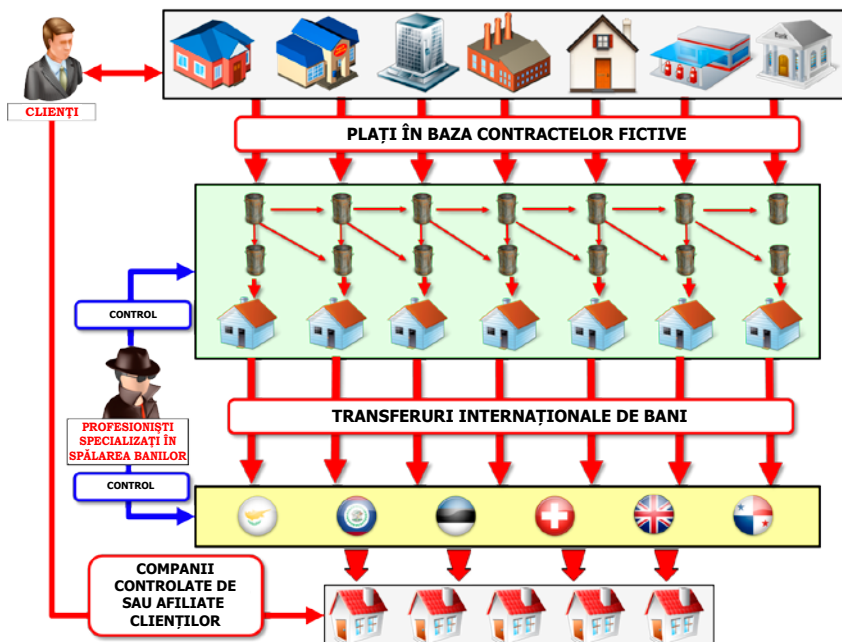 Bank
CLIENȚI
PLAȚI ÎN BAZA CONTRACTELOR FICTIVE
CONTROL
PROFESIONIȘTI
SPECIALIZAȚI ÎN
SPĂLAREA BANILOR
TRANSFERURI INTERNAȚIONALE DE BANI
CONTROL
COMPANII
CONTROLATE DE
SAU AFILIATE
CLIENȚILOR